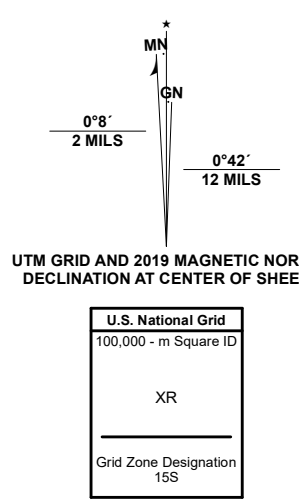 MN
GN
0°8´
2 MILS
0°42´
12 MILS
UTM GRID AND 2019 MAGNETIC NOR
DECLINATION AT CENTER OF SHEE
U.S. National Grid
100,000 - m Square ID
XR
Grid Zone Designation
15S